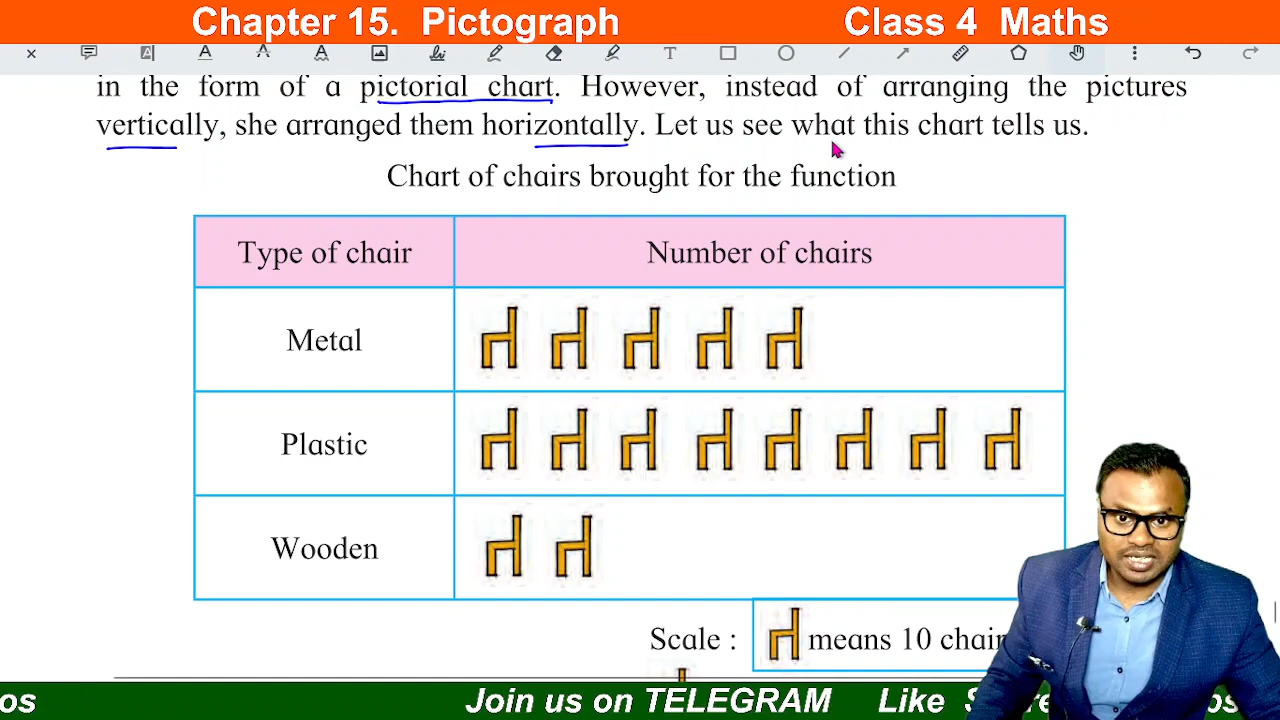 Chapter 15. Pictograph Class 4 Maths
in the form of a pictorial chart. However, instead of arranging the pictures
vertically, she arranged them horizontally. Let us see what this chart tells us.
Chart of chairs brought for the function
Type of chair Number of chairs
Metal
Plastic
Wooden
Scale : means 10 chair
os Join us on TELEGRAM Like